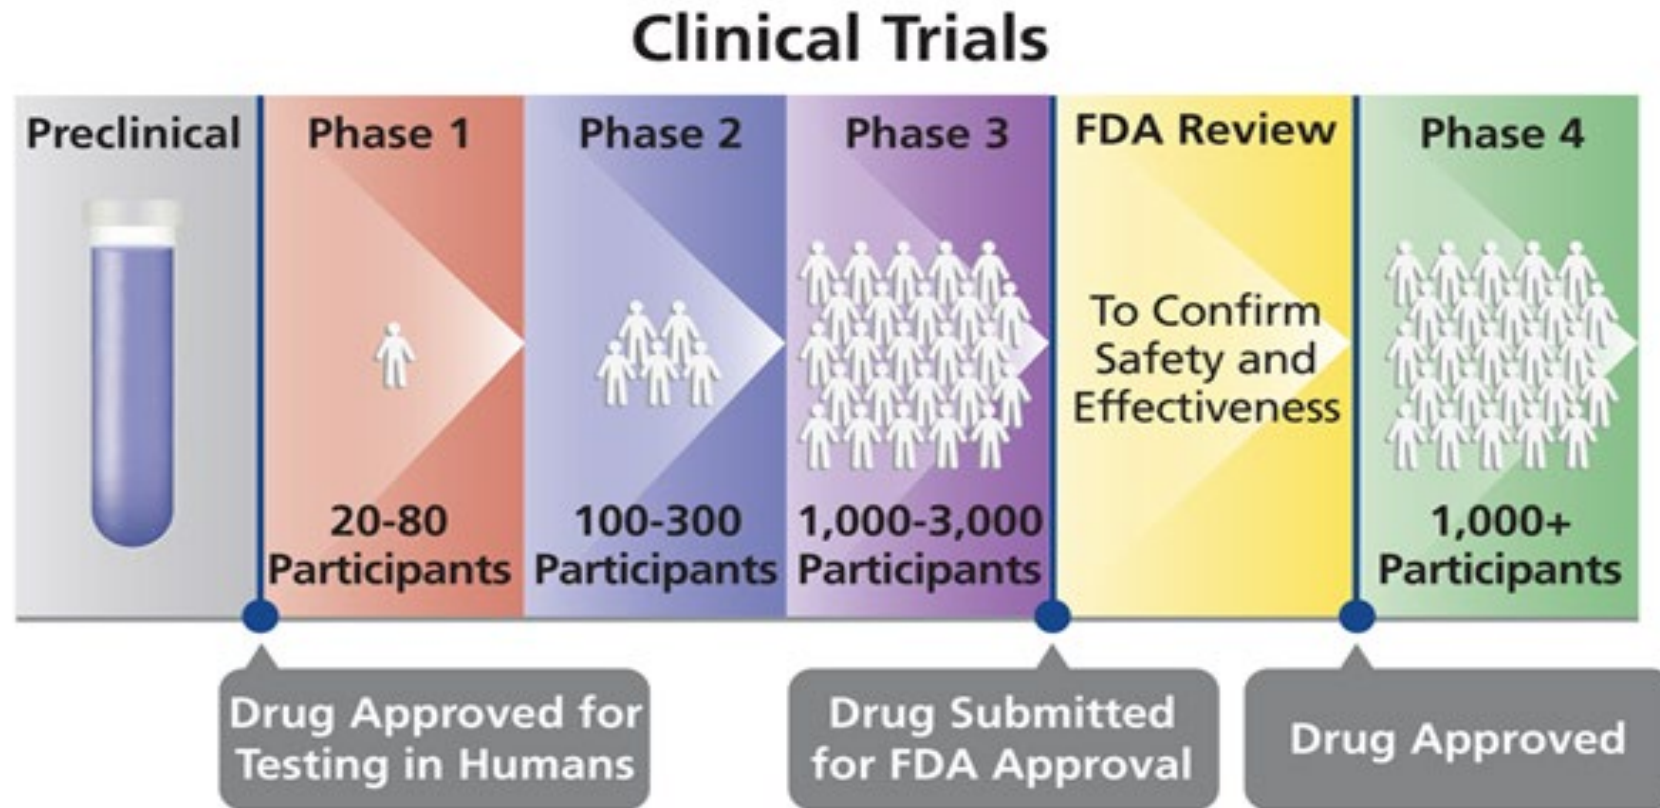 Clinical Trials
Preclinical
Phase 1
20-80
Participants
Phase 2
100-300
Participants
Phase 3
1,000-3,000
Participants
FDA Review
To Confirm
Safety and
Effectiveness
Phase 4
1,000+
Participants
Drug Approved for
Testing in Humans
Drug Submitted
for FDA Approval
Drug Approved